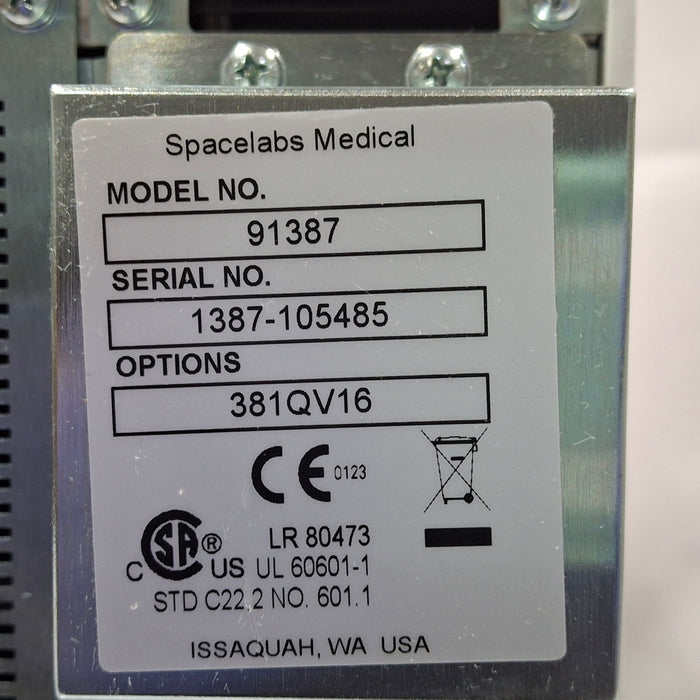 Spacelabs Medical
MODEL NO.
91387
SERIAL NO.
1387-105485
OPTIONS
381QV16
CE 0123
SA ® LR 80473
C US UL 60601-1
STD C22.2 NO. 601.1
ISSAQUAH, WA USA